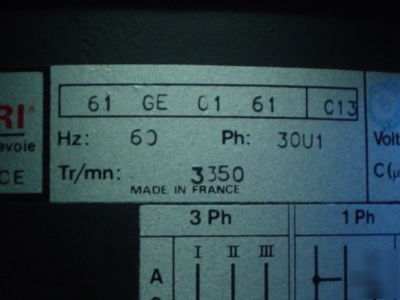 61 GE 01 61 C13
RI®
Hz: 60 Ph: 30U1 Volt
evoie
Tr/mn: 3350 C(µ
CE
MADE IN FRANCE
3 Ph 1 Ph
I II III
A